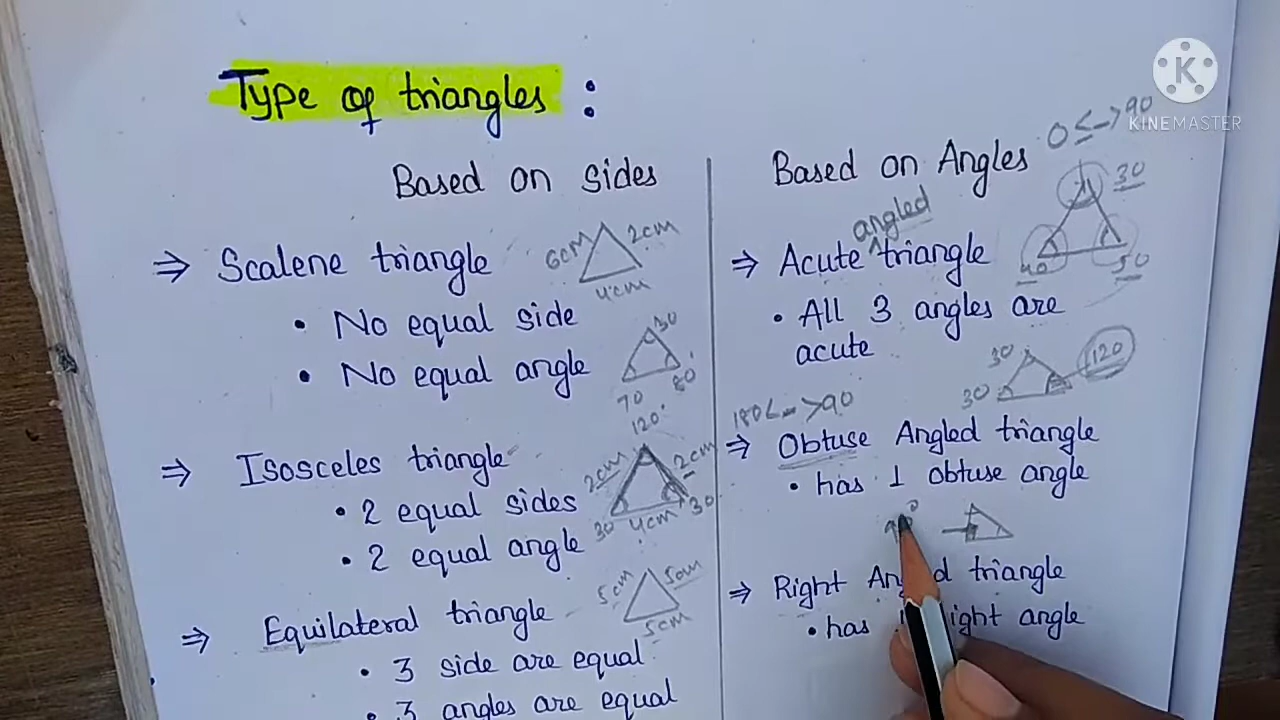 Type of triangles :
Based on sides
⇒ Scalene triangle
6cm 2cm
4cm
• No equal side
• No equal angle
30
70 80
⇒ Isosceles triangle
• 2 equal sides
• 2 equal angle
120°
2cm 2cm
30 4cm 30
⇒ Equilateral triangle
• 3 side are equal
• 3 angles are equal
5cm 5cm
5cm
Based on Angles
0 ≤ -> 90
⇒ Acute angled triangle
30
40 50
• All 3 angles are
acute
30 120
30
180< -- >90
⇒ Obtuse Angled triangle
• has 1 obtuse angle
⇒ Right triangle
• has angle
K
KINEMASTER